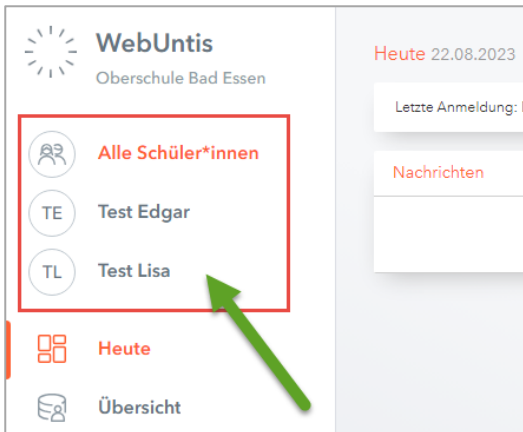 WebUntis
Oberschule Bad Essen
Alle Schüler*innen
TE Test Edgar
TL Test Lisa
Heute
Übersicht
Heute 22.08.2023
Letzte Anmeldung:
Nachrichten